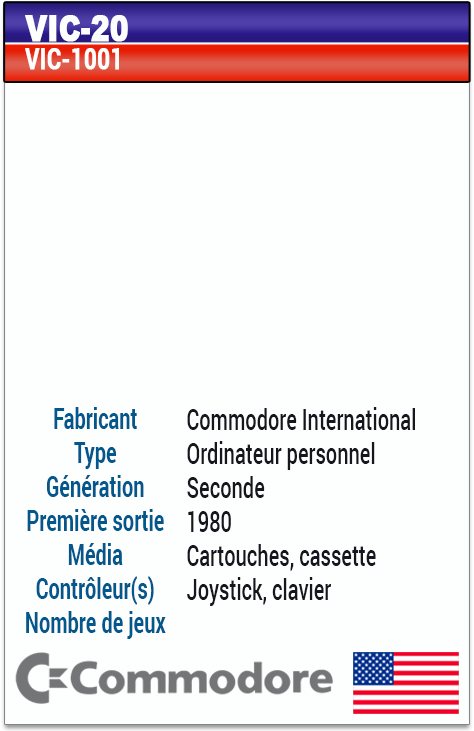 VIC-20
VIC-1001
Fabricant Commodore International
Type Ordinateur personnel
Génération Seconde
Première sortie 1980
Média Cartouches, cassette
Contrôleur(s) Joystick, clavier
Nombre de jeux
Commodore